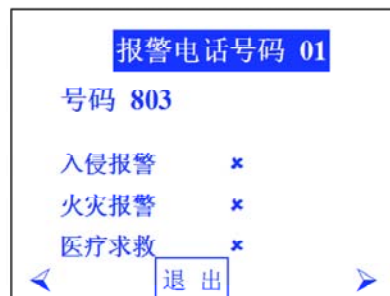 报警电话号码 01
号码 803
入侵报警 ×
火灾报警 ×
医疗求救 ×
退 出